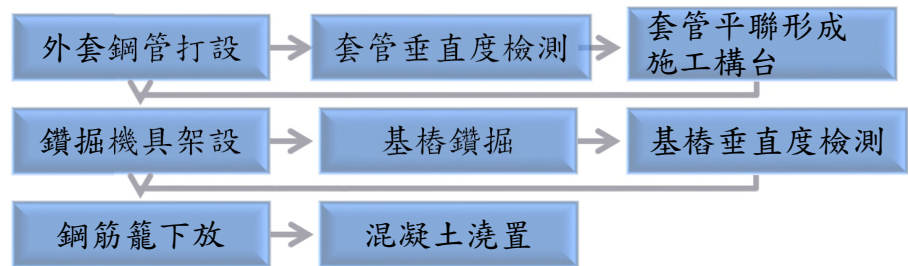 外套鋼管打設
套管垂直度檢測
套管平聯形成
施工構台
鑽掘機具架設
基樁鑽掘
基樁垂直度檢測
鋼筋籠下放
混凝土澆置